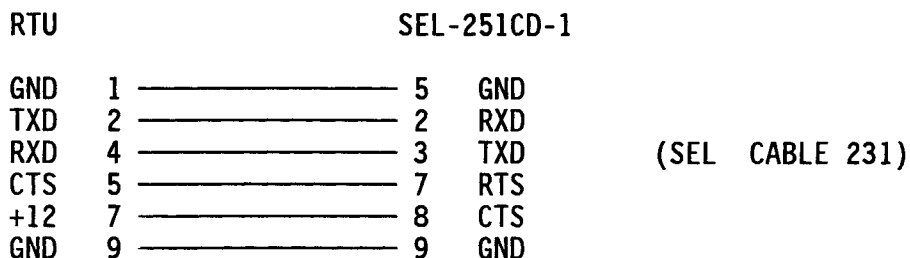 RTU SEL-251CD-1
GND 1 5 GND
TXD 2 2 RXD
RXD 4 3 TXD (SEL CABLE 231)
CTS 5 7 RTS
+12 7 8 CTS
GND 9 9 GND